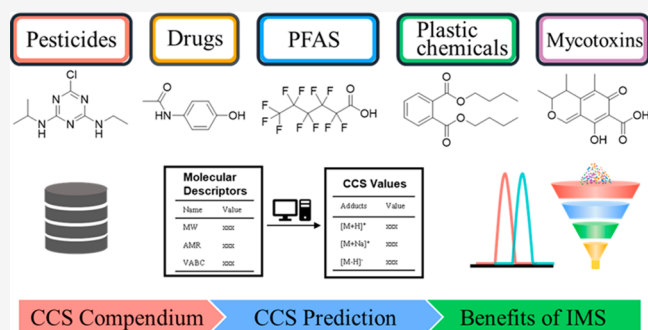 Pesticides
Drugs
PFAS
Plastic
chemicals
Mycotoxins
Cl
N
N
N
N
H
N
H
O
N
H
OH
F
F
F
F
F
F
O
F
F
F
F
F
OH
O
O
O
O
O
O
O
OH
OH
Molecular
Descriptors
Name Value
MW xxx
AMR xxx
VABC xxx
CCS Values
Adducts Value
[M+H]⁺ xxx
[M+Na]⁺ xxx
[M-H]⁻ xxx
CCS Compendium
CCS Prediction
Benefits of IMS